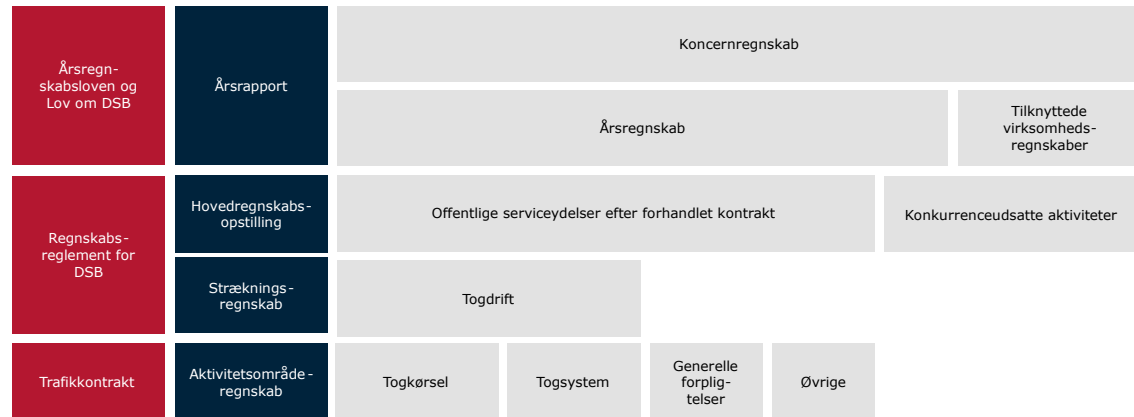 Årsregn-
skabsloven og
Lov om DSB
Årsrapport
Koncernregnskab
Årsregnskab
Tilknyttede
virksomheds-
regnskaber
Regnskabs-
reglement for
DSB
Hovedregnskabs-
opstilling
Offentlige serviceydelser efter forhandlet kontrakt
Konkurrenceudsatte aktiviteter
Stræknings-
regnskab
Togdrift
Trafikkontrakt
Aktivitetsområde-
regnskab
Togkørsel
Togsystem
Generelle
forplig-
telser
Øvrige